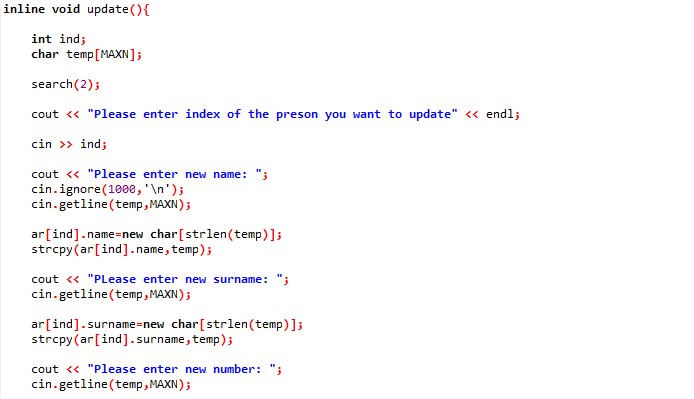 inline void update(){
int ind;
char temp[MAXN];
search(2);
cout << "Please enter index of the preson you want to update" << endl;
cin >> ind;
cout << "Please enter new name: ";
cin.ignore(1000,'\n');
cin.getline(temp,MAXN);
ar[ind].name=new char[strlen(temp)];
strcpy(ar[ind].name,temp);
cout << "PLease enter new surname: ";
cin.getline(temp,MAXN);
ar[ind].surname=new char[strlen(temp)];
strcpy(ar[ind].surname,temp);
cout << "Please enter new number: ";
cin.getline(temp,MAXN);